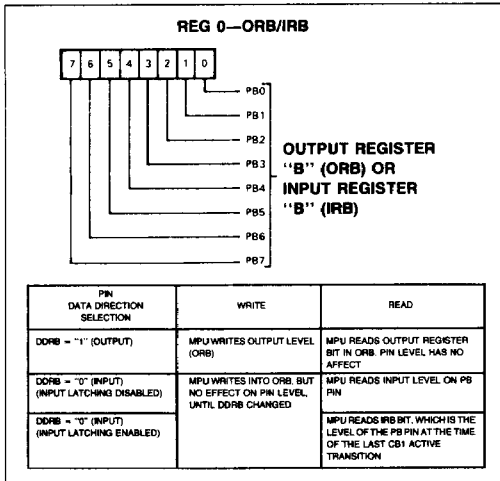 REG 0—ORB/IRB
7 6 5 4 3 2 1 0
PB0
PB1
PB2
PB3
PB4
PB5
PB6
PB7
OUTPUT REGISTER
"B" (ORB) OR
INPUT REGISTER
"B" (IRB)
PIN
DATA DIRECTION
SELECTION
WRITE
READ
DDRB = "1" (OUTPUT)
MPU WRITES OUTPUT LEVEL
(ORB)
MPU READS OUTPUT REGISTER
BIT IN ORB. PIN LEVEL HAS NO
AFFECT
DDRB = "0" (INPUT)
(INPUT LATCHING DISABLED)
MPU WRITES INTO ORB, BUT
NO EFFECT ON PIN LEVEL,
UNTIL DDRB CHANGED
MPU READS INPUT LEVEL ON PB
PIN
DDRB = "0" (INPUT)
(INPUT LATCHING ENABLED)
MPU READS IRB BIT, WHICH IS THE
LEVEL OF THE PB PIN AT THE TIME
OF THE LAST CB1 ACTIVE
TRANSITION